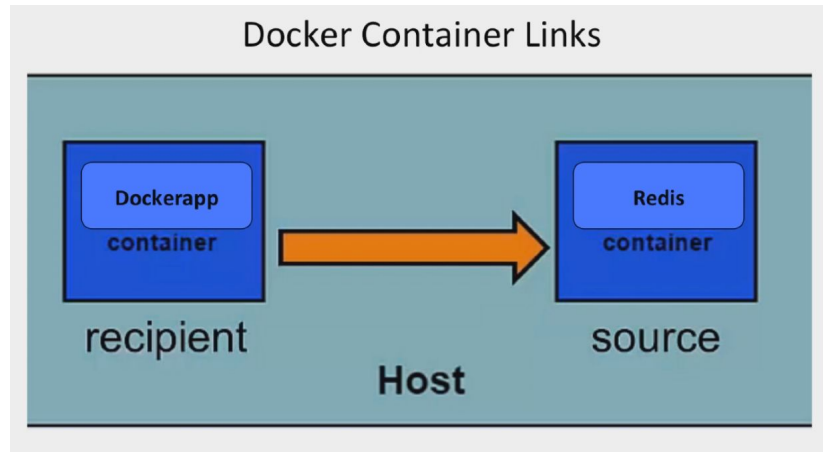 Docker Container Links
Dockerapp
container
Redis
container
recipient
source
Host